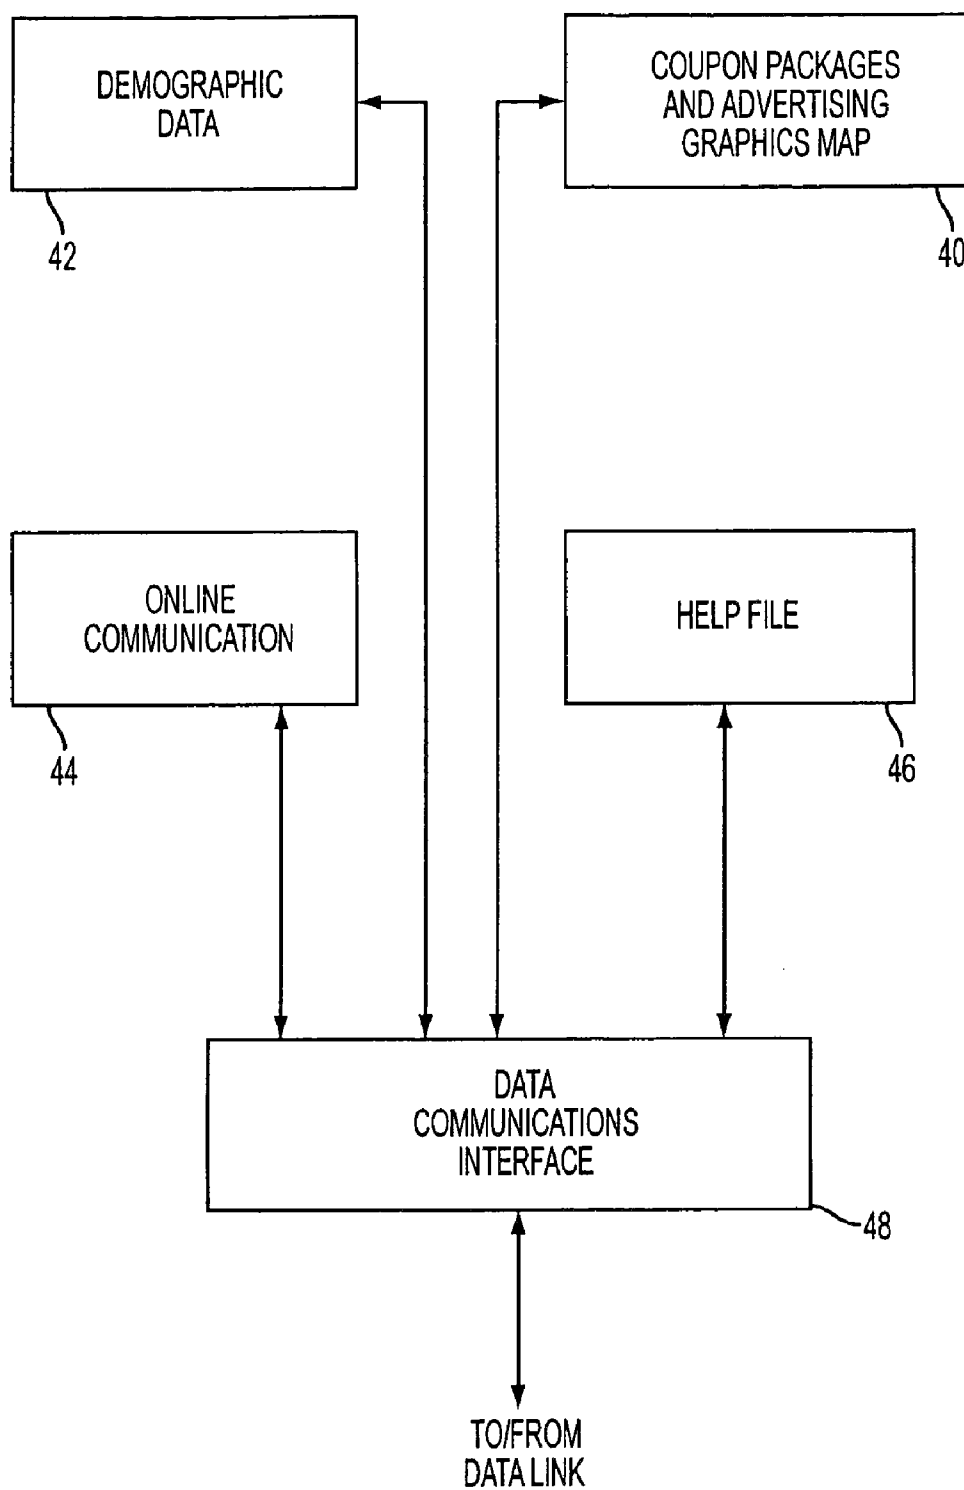 DEMOGRAPHIC
DATA
42
COUPON PACKAGES
AND ADVERTISING
GRAPHICS MAP
40
ONLINE
COMMUNICATION
44
HELP FILE
46
DATA
COMMUNICATIONS
INTERFACE
48
TO/FROM
DATA LINK